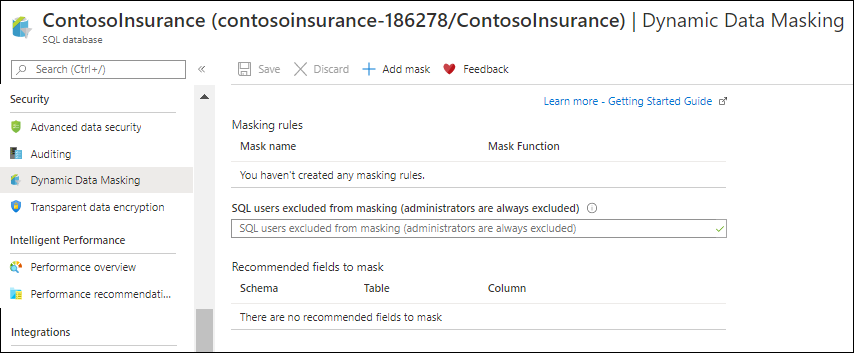 ContosoInsurance (contosoinsurance-186278/ContosoInsurance) | Dynamic Data Masking
SQL database
Search (Ctrl+/)
«
Save
Discard
Add mask
Feedback
Security
Advanced data security
Auditing
Dynamic Data Masking
Transparent data encryption
Intelligent Performance
Performance overview
Performance recommendati...
Integrations
Learn more - Getting Started Guide
Masking rules
Mask name Mask Function
You haven't created any masking rules.
SQL users excluded from masking (administrators are always excluded)
SQL users excluded from masking (administrators are always excluded)
Recommended fields to mask
Schema Table Column
There are no recommended fields to mask